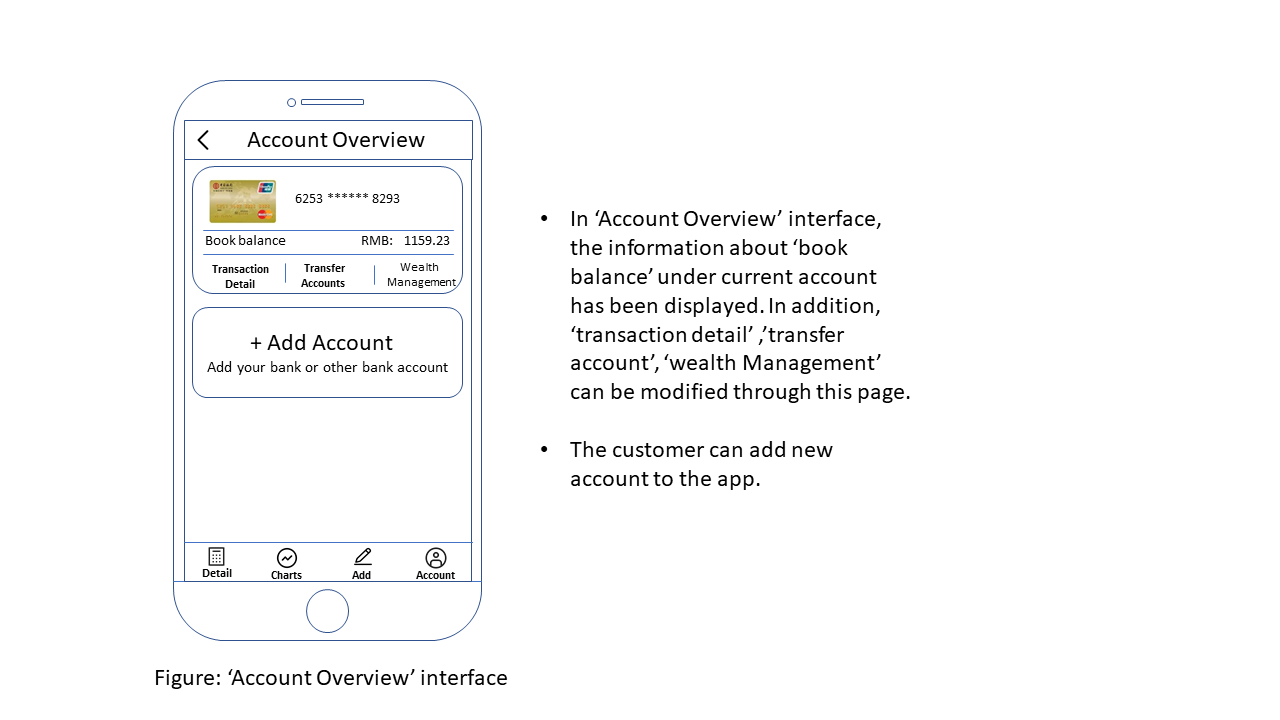 Account Overview
6253 ****** 8293
Book balance RMB: 1159.23
Transaction Detail
Transfer Accounts
Wealth Management
+ Add Account
Add your bank or other bank account
Detail
Charts
Add
Account
Figure: ‘Account Overview’ interface
• In ‘Account Overview’ interface,
the information about ‘book
balance’ under current account
has been displayed. In addition,
‘transaction detail’ ,’transfer
account’, ‘wealth Management’
can be modified through this page.
• The customer can add new
account to the app.